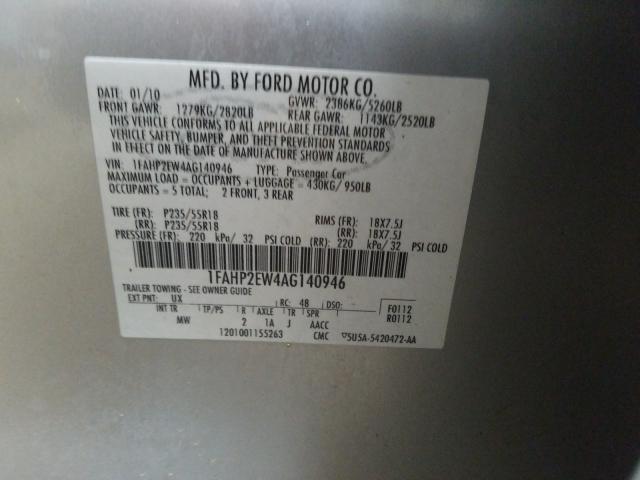 MFD. BY FORD MOTOR CO.
DATE: 01/10 GVWR: 2386KG/5260LB
FRONT GAWR: 1279KG/2820LB REAR GAWR: 1143KG/2520LB
THIS VEHICLE CONFORMS TO ALL APPLICABLE FEDERAL MOTOR
VEHICLE SAFETY, BUMPER, AND THEFT PREVENTION STANDARDS
IN EFFECT ON THE DATE OF MANUFACTURE SHOWN ABOVE.
VIN: 1FAHP2EW4AG140946 TYPE: Passenger Car
MAXIMUM LOAD = OCCUPANTS + LUGGAGE = 430KG/ 950LB
OCCUPANTS = 5 TOTAL; 2 FRONT, 3 REAR
TIRE (FR): P235/55R18 RIMS (FR): 18X7.5J
(RR): P235/55R18 (RR): 18X7.5J
PRESSURE (FR): 220 kPa/ 32 PSI COLD (RR): 220 kPa/ 32 PSI COLD
1FAHP2EW4AG140946
TRAILER TOWING - SEE OWNER GUIDE
EXT PNT: UX RC: 48 DSO: F0112
INT TR TP/PS R AXLE TR SPR R0112
MW 2 1A J AACC
1201001155263 CMC 5U5A-5420472-AA